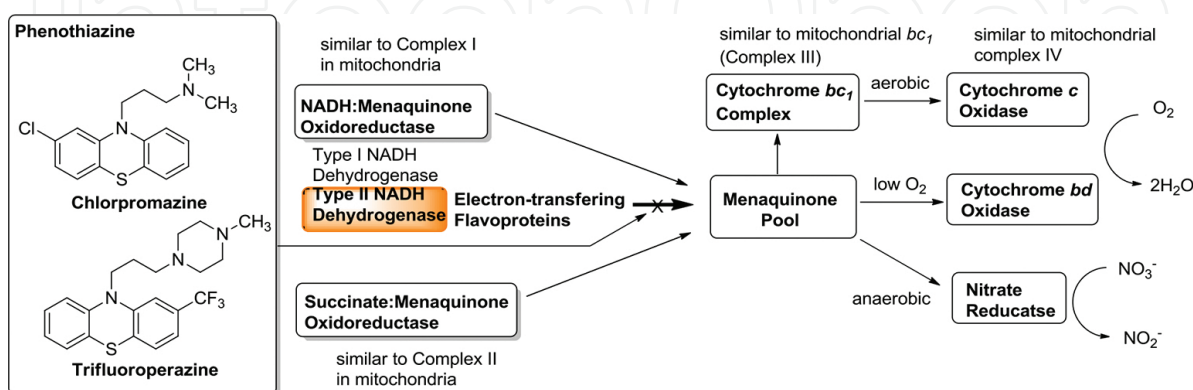 Phenothiazine
CH3
N
CH3
N
Cl
S
Chlorpromazine
CH3
N
N
N
CF3
S
Trifluoroperazine
similar to Complex I
in mitochondria
NADH:Menaquinone
Oxidoreductase
Type I NADH
Dehydrogenase
Type II NADH
Dehydrogenase
Electron-transfering
Flavoproteins
Succinate:Menaquinone
Oxidoreductase
similar to Complex II
in mitochondria
similar to mitochondrial bc1
(Complex III)
Cytochrome bc1
Complex
Menaquinone
Pool
aerobic
low O2
anaerobic
similar to mitochondrial
complex IV
Cytochrome c
Oxidase
Cytochrome bd
Oxidase
Nitrate
Reducatse
O2
2H2O
NO3-
NO2-